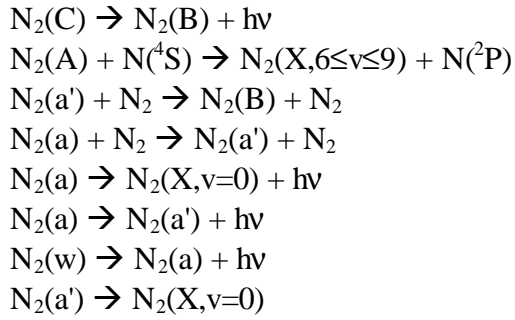 N₂(C) → N₂(B) + hν
N₂(A) + N(⁴S) → N₂(X,6≤v≤9) + N(²P)
N₂(a') + N₂ → N₂(B) + N₂
N₂(a) + N₂ → N₂(a') + N₂
N₂(a) → N₂(X,v=0) + hν
N₂(a) → N₂(a') + hν
N₂(w) → N₂(a) + hν
N₂(a') → N₂(X,v=0)